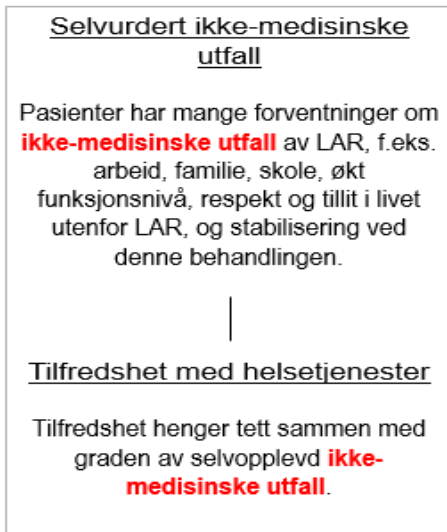 Selvurdert ikke-medisinske
utfall
Pasienter har mange forventninger om
ikke-medisinske utfall av LAR, f.eks.
arbeid, familie, skole, økt
funksjonsnivå, respekt og tillit i livet
utenfor LAR, og stabilisering ved
denne behandlingen.
Tilfredshet med helsetjenester
Tilfredshet henger tett sammen med
graden av selvopplevd ikke-
medisinske utfall.